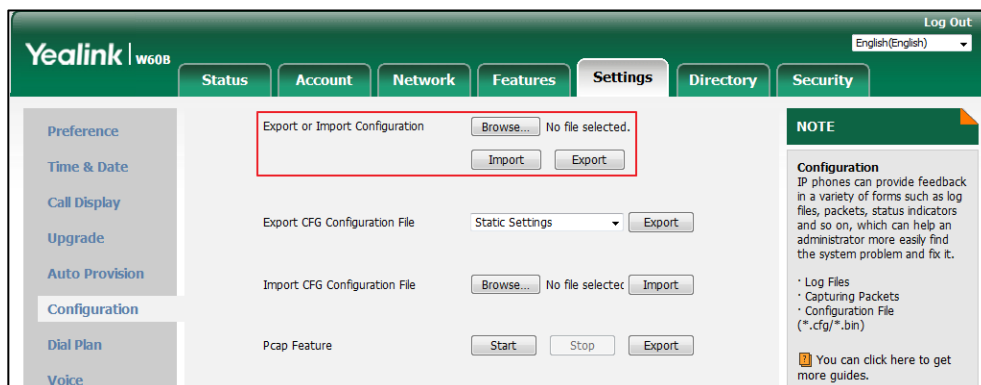 Log Out
English(English)
Yealink | W60B
Status Account Network Features Settings Directory Security
Preference
Time & Date
Call Display
Upgrade
Auto Provision
Configuration
Dial Plan
Voice
Export or Import Configuration Browse... No file selected.
Import Export
Export CFG Configuration File Static Settings Export
Import CFG Configuration File Browse... No file selectec Import
Pcap Feature Start Stop Export
NOTE
Configuration
IP phones can provide feedback
in a variety of forms such as log
files, packets, status indicators
and so on, which can help an
administrator more easily find
the system problem and fix it.
· Log Files
· Capturing Packets
· Configuration File
(*.cfg/*.bin)
You can click here to get
more guides.